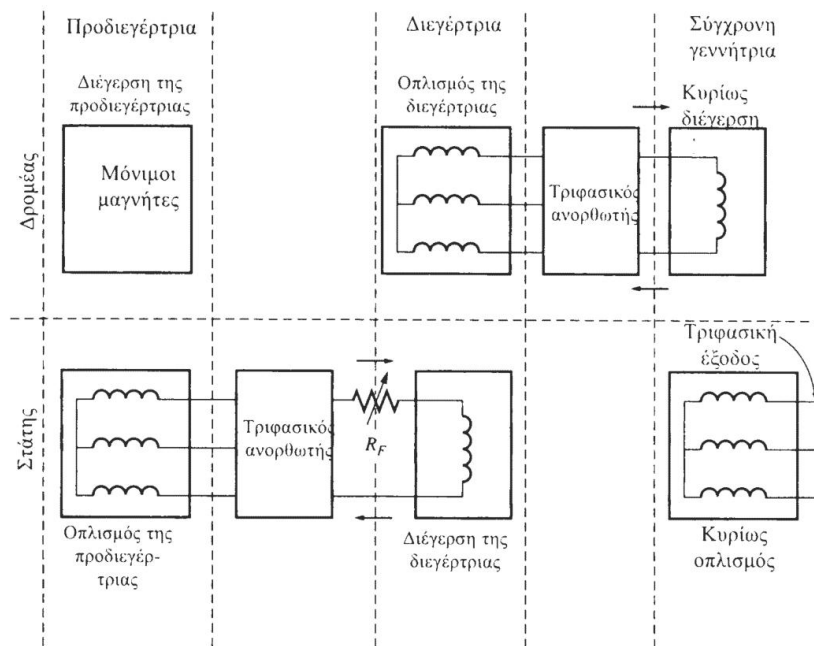 Προδιεγέρτρια
Διεγέρτρια
Σύγχρονη
γεννήτρια
Διέγερση της
προδιεγέρτριας
Οπλισμός της
διεγέρτριας
Κυρίως
διέγερση
Δρομέας
Μόνιμοι
μαγνήτες
Τριφασικός
ανορθωτής
Τριφασική
έξοδος
Στάτης
Τριφασικός
ανορθωτής
R_F
Οπλισμός της
προδιεγέρ-
τριας
Διέγερση της
διεγέρτριας
Κυρίως
οπλισμός